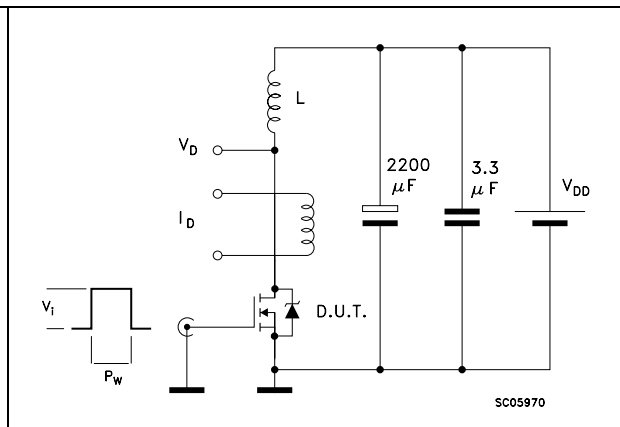 L
V_D
2200
μF
3.3
μF
V_DD
I_D
V_i
D.U.T.
P_W
SC05970